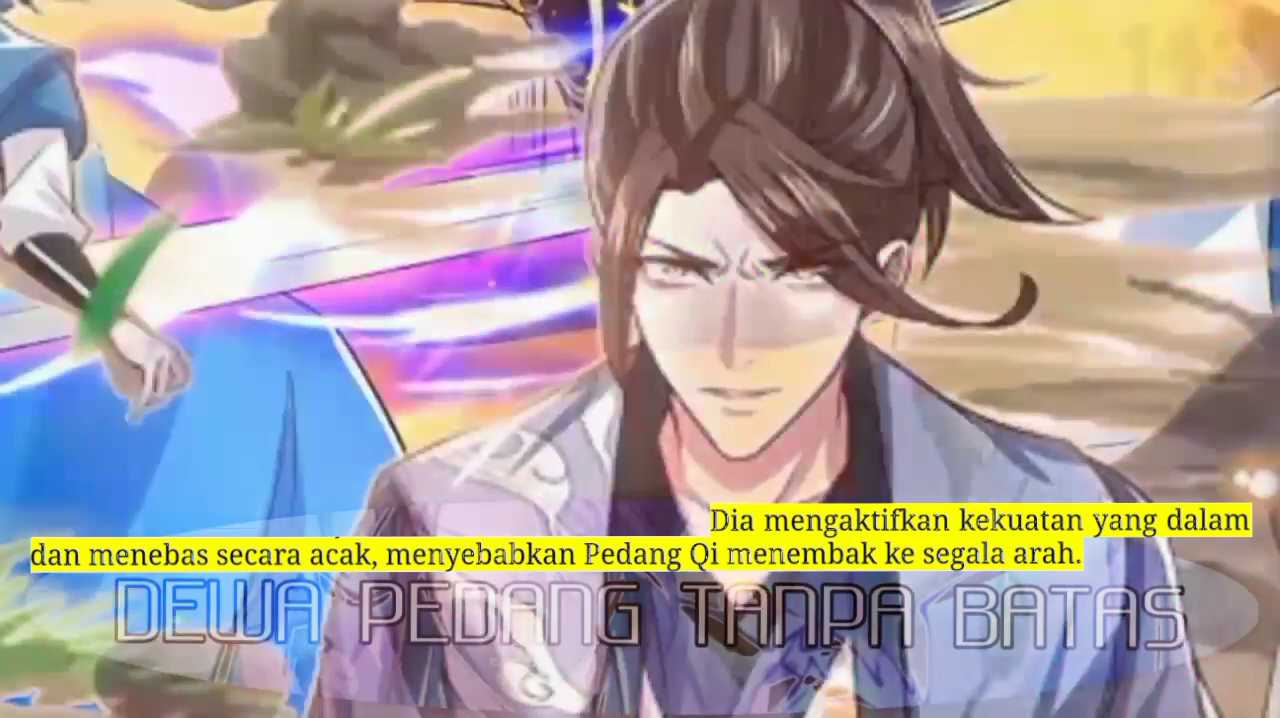 Dia mengaktifkan kekuatan yang dalam
dan menebas secara acak, menyebabkan Pedang Qi menembak ke segala arah.
DEWA PEDANG TANPA BATAS